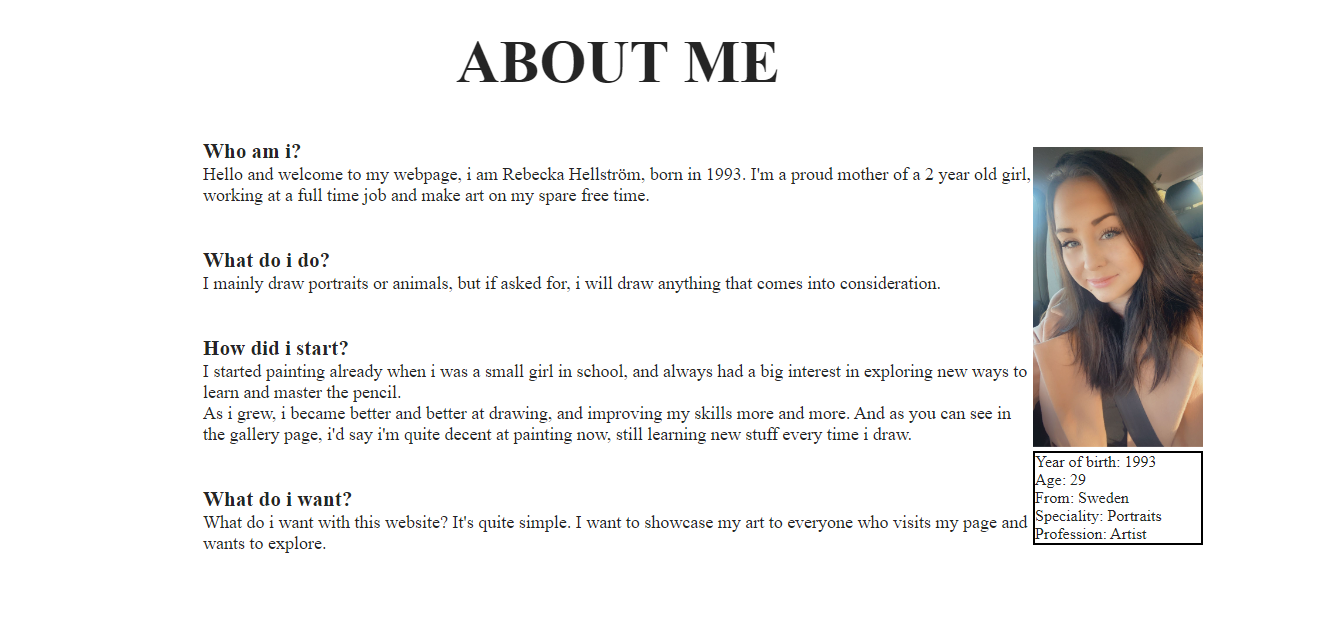 ABOUT ME
Who am i?
Hello and welcome to my webpage, i am Rebecka Hellström, born in 1993. I'm a proud mother of a 2 year old girl,
working at a full time job and make art on my spare free time.
What do i do?
I mainly draw portraits or animals, but if asked for, i will draw anything that comes into consideration.
How did i start?
I started painting already when i was a small girl in school, and always had a big interest in exploring new ways to
learn and master the pencil.
As i grew, i became better and better at drawing, and improving my skills more and more. And as you can see in
the gallery page, i'd say i'm quite decent at painting now, still learning new stuff every time i draw.
What do i want?
What do i want with this website? It's quite simple. I want to showcase my art to everyone who visits my page and
wants to explore.
Year of birth: 1993
Age: 29
From: Sweden
Speciality: Portraits
Profession: Artist